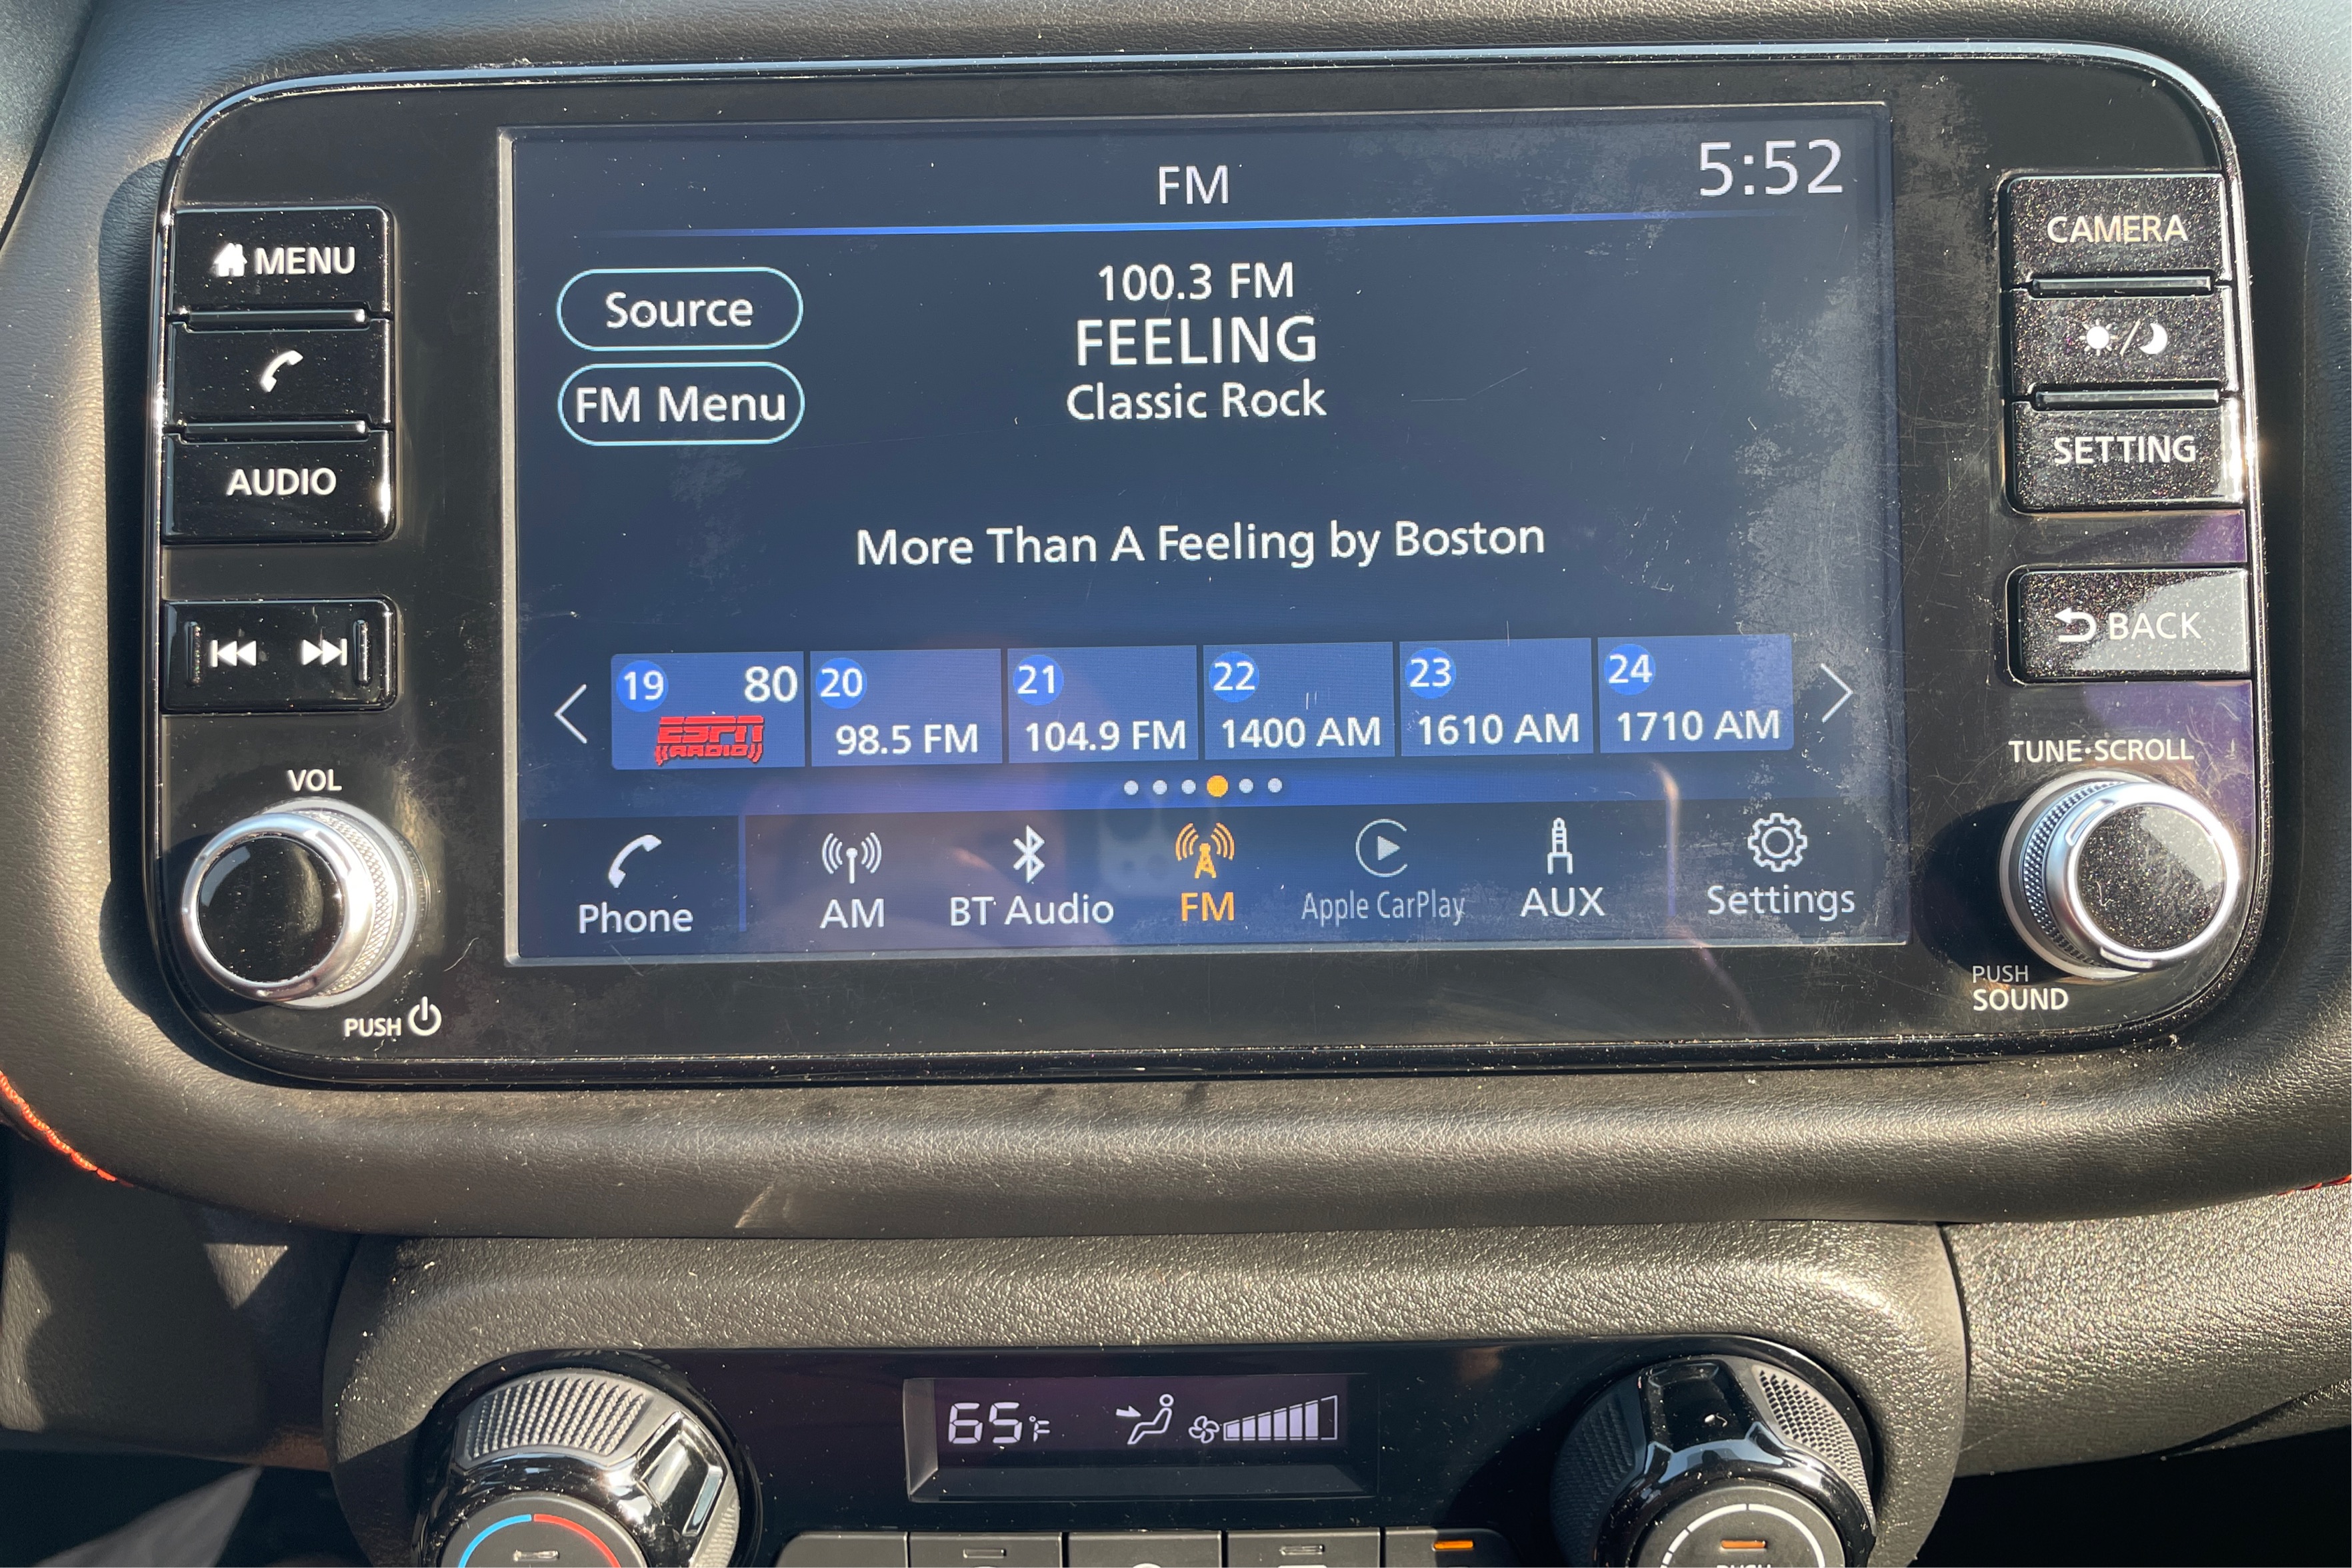 FM
5:52
MENU
AUDIO
VOL
PUSH
Source
FM Menu
100.3 FM
FEELING
Classic Rock
More Than A Feeling by Boston
19 80 ESPN RADIO
20 98.5 FM
21 104.9 FM
22 1400 AM
23 1610 AM
24 1710 AM
Phone
AM
BT Audio
FM
Apple CarPlay
AUX
Settings
CAMERA
SETTING
BACK
TUNE·SCROLL
PUSH
SOUND
65°F